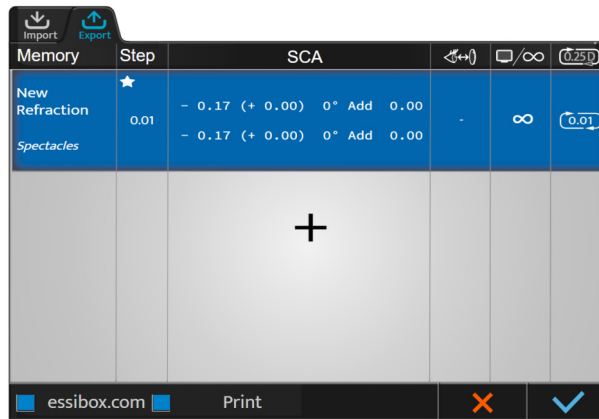 Import Export
Memory Step SCA 0.25D
New
Refraction
Spectacles
0.01
- 0.17 (+ 0.00) 0° Add 0.00
- 0.17 (+ 0.00) 0° Add 0.00
- ∞ 0.01
essibox.com Print